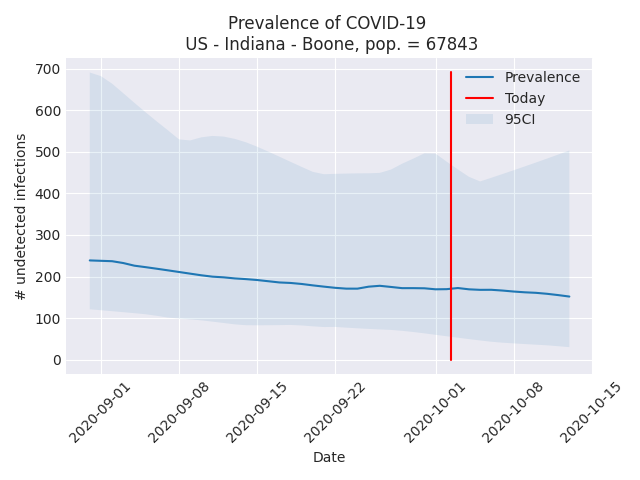 Prevalence of COVID-19
US - Indiana - Boone, pop. = 67843
700
600
500
400
300
200
100
0
# undetected infections
Prevalence
Today
95CI
2020-09-01
2020-09-08
2020-09-15
2020-09-22
2020-10-01
2020-10-08
2020-10-15
Date